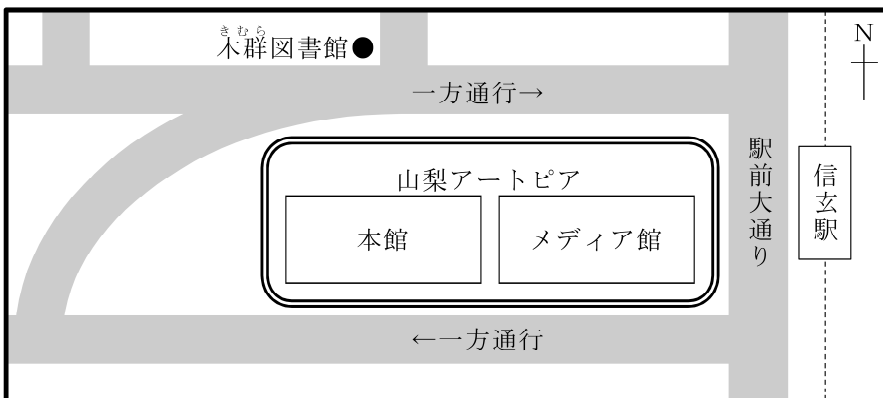 きむら
木群図書館●
N
一方通行→
山梨アートピア
本館
メディア館
駅前大通り
信玄駅
←一方通行